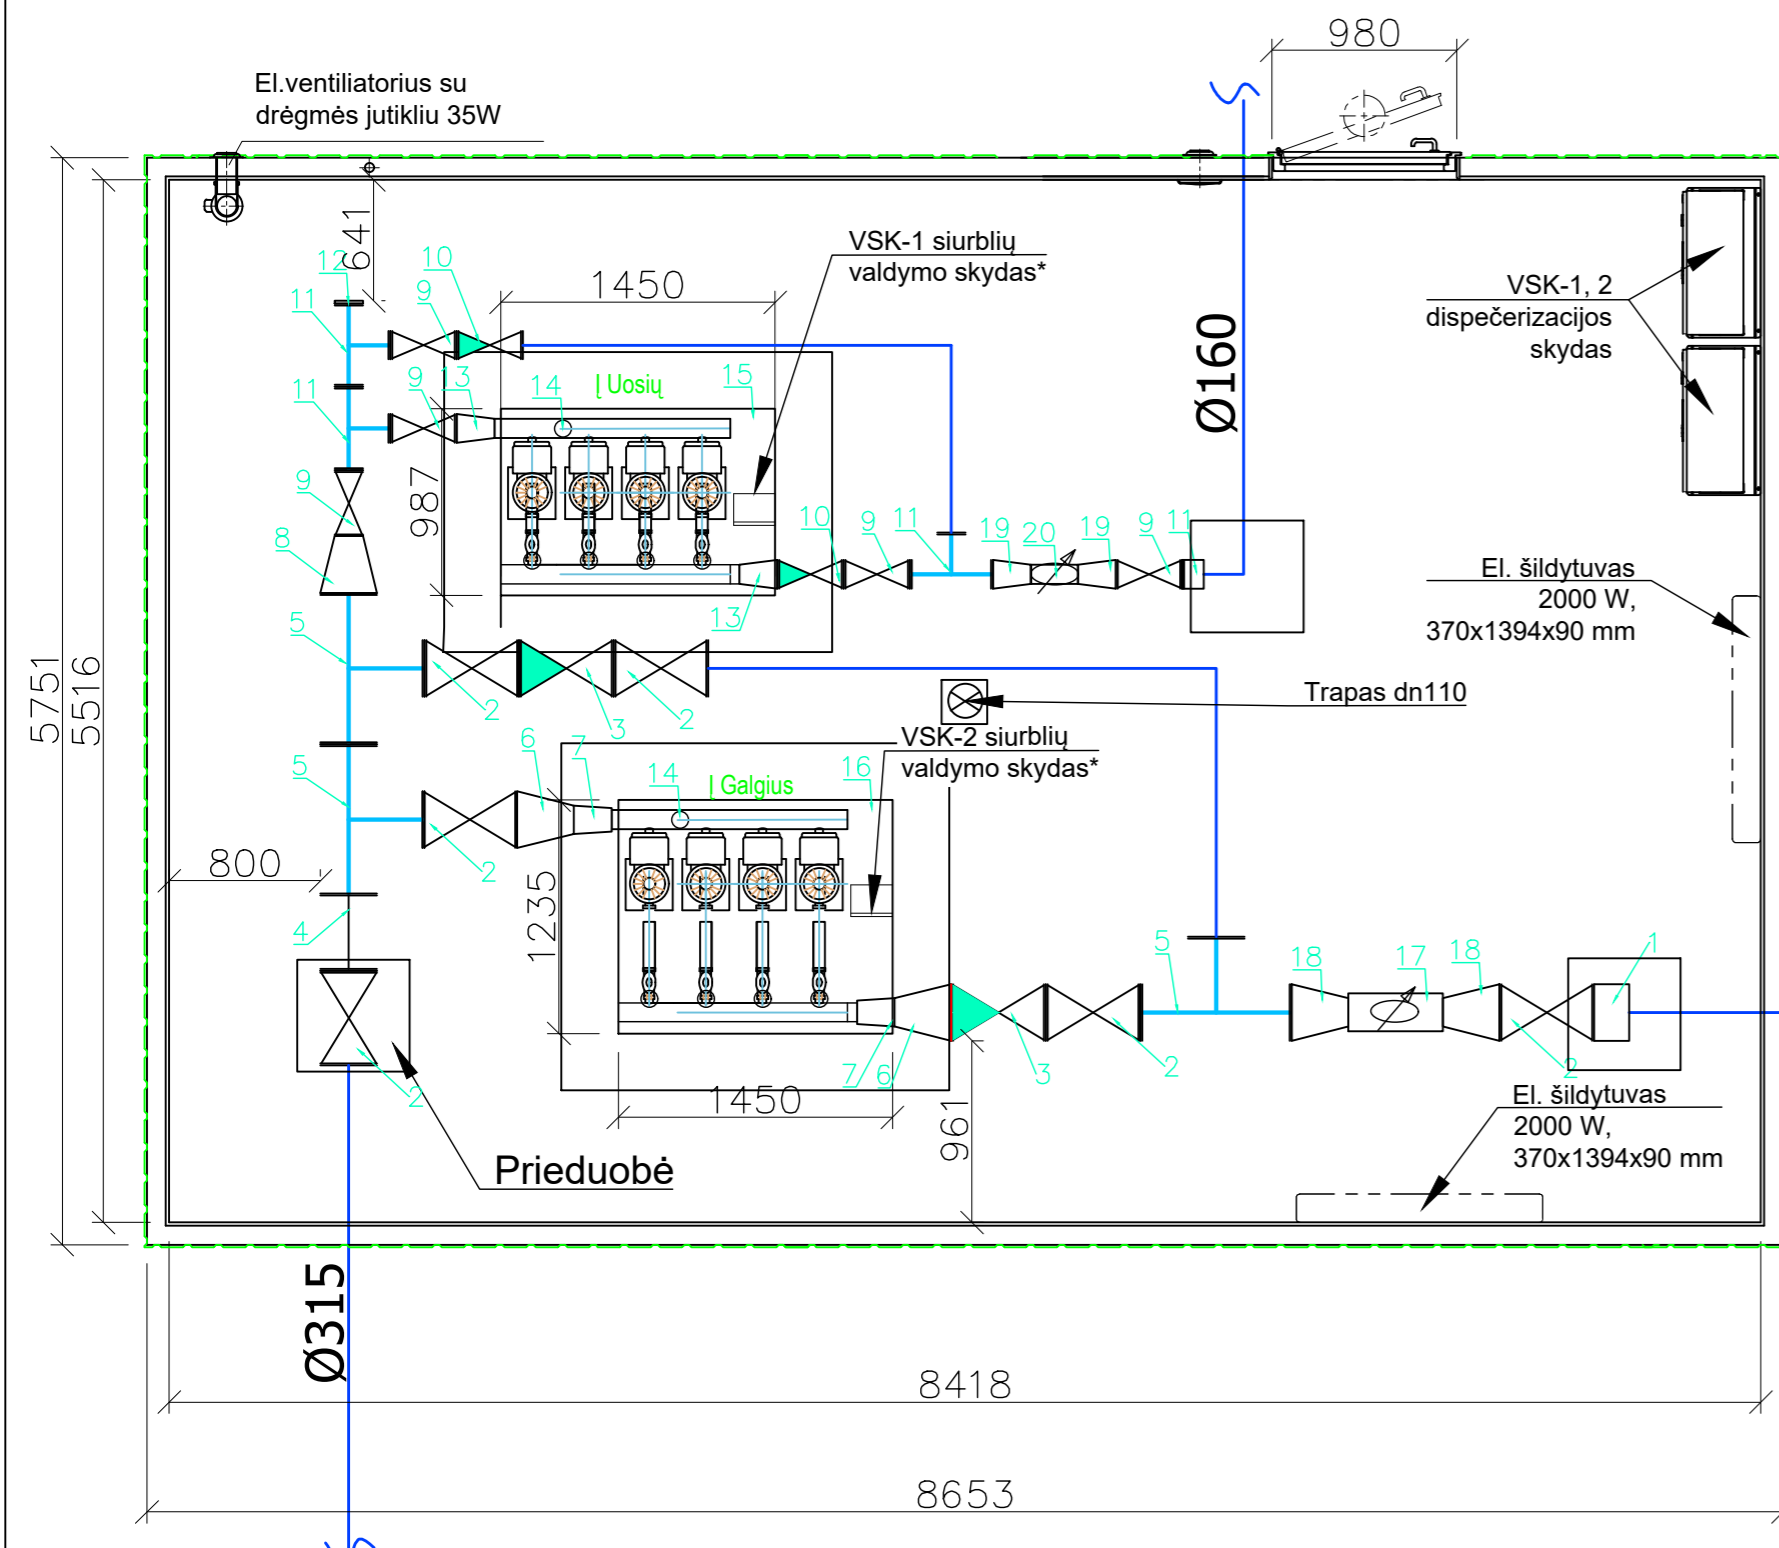 980
El.ventiliatorius su
drėgmės jutikliu 35W
641
VSK-1 siurblių
valdymo skydas*
12
10
11
9
1450
VSK-1, 2
dispečerizacijos
skydas
Ø160
Į Uosių
15
11
9
13
14
987
9
8
10
9
11
19
20
19
9
11
13
El. šildytuvas
2000 W,
370x1394x90 mm
5
2
3
2
Trapas dn110
5751
5516
VSK-2 siurblių
valdymo skydas*
5
6
7
14
Į Galgius
16
2
800
1235
4
5
18
17
18
1
2
7
6
3
2
2
1450
961
El. šildytuvas
2000 W,
370x1394x90 mm
Prieduobė
Ø315
8418
8653